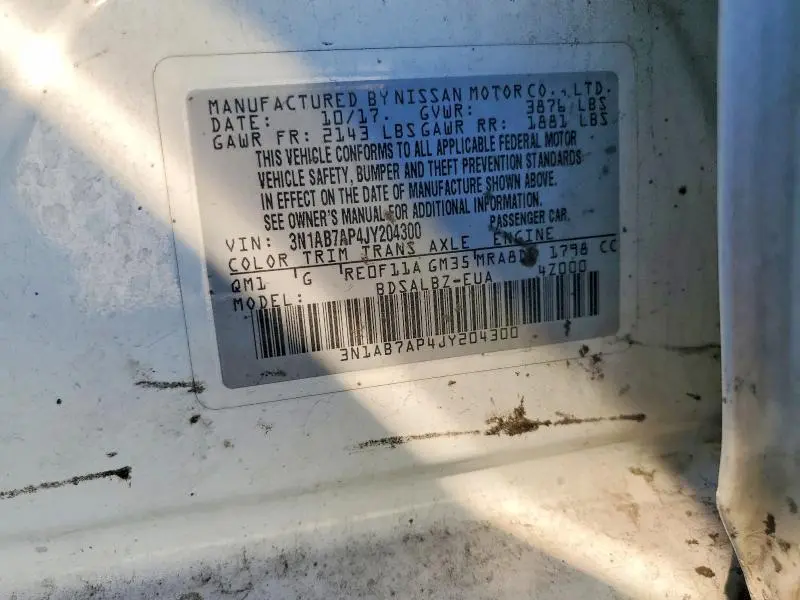 MANUFACTURED BY NISSAN MOTOR CO., LTD.
DATE: 10/17. GVWR: 3876 LBS
GAWR FR: 2143 LBS GAWR RR: 1881 LBS
THIS VEHICLE CONFORMS TO ALL APPLICABLE FEDERAL MOTOR
VEHICLE SAFETY, BUMPER AND THEFT PREVENTION STANDARDS
IN EFFECT ON THE DATE OF MANUFACTURE SHOWN ABOVE.
SEE OWNER'S MANUAL FOR ADDITIONAL INFORMATION.
VIN: 3N1AB7AP4JY204300 PASSENGER CAR.
COLOR TRIM TRANS AXLE ENGINE
QM1 G RE0F11A GM35 1798 CC
MODEL: BDSALBZ-EUA 4Z000
3N1AB7AP4JY204300